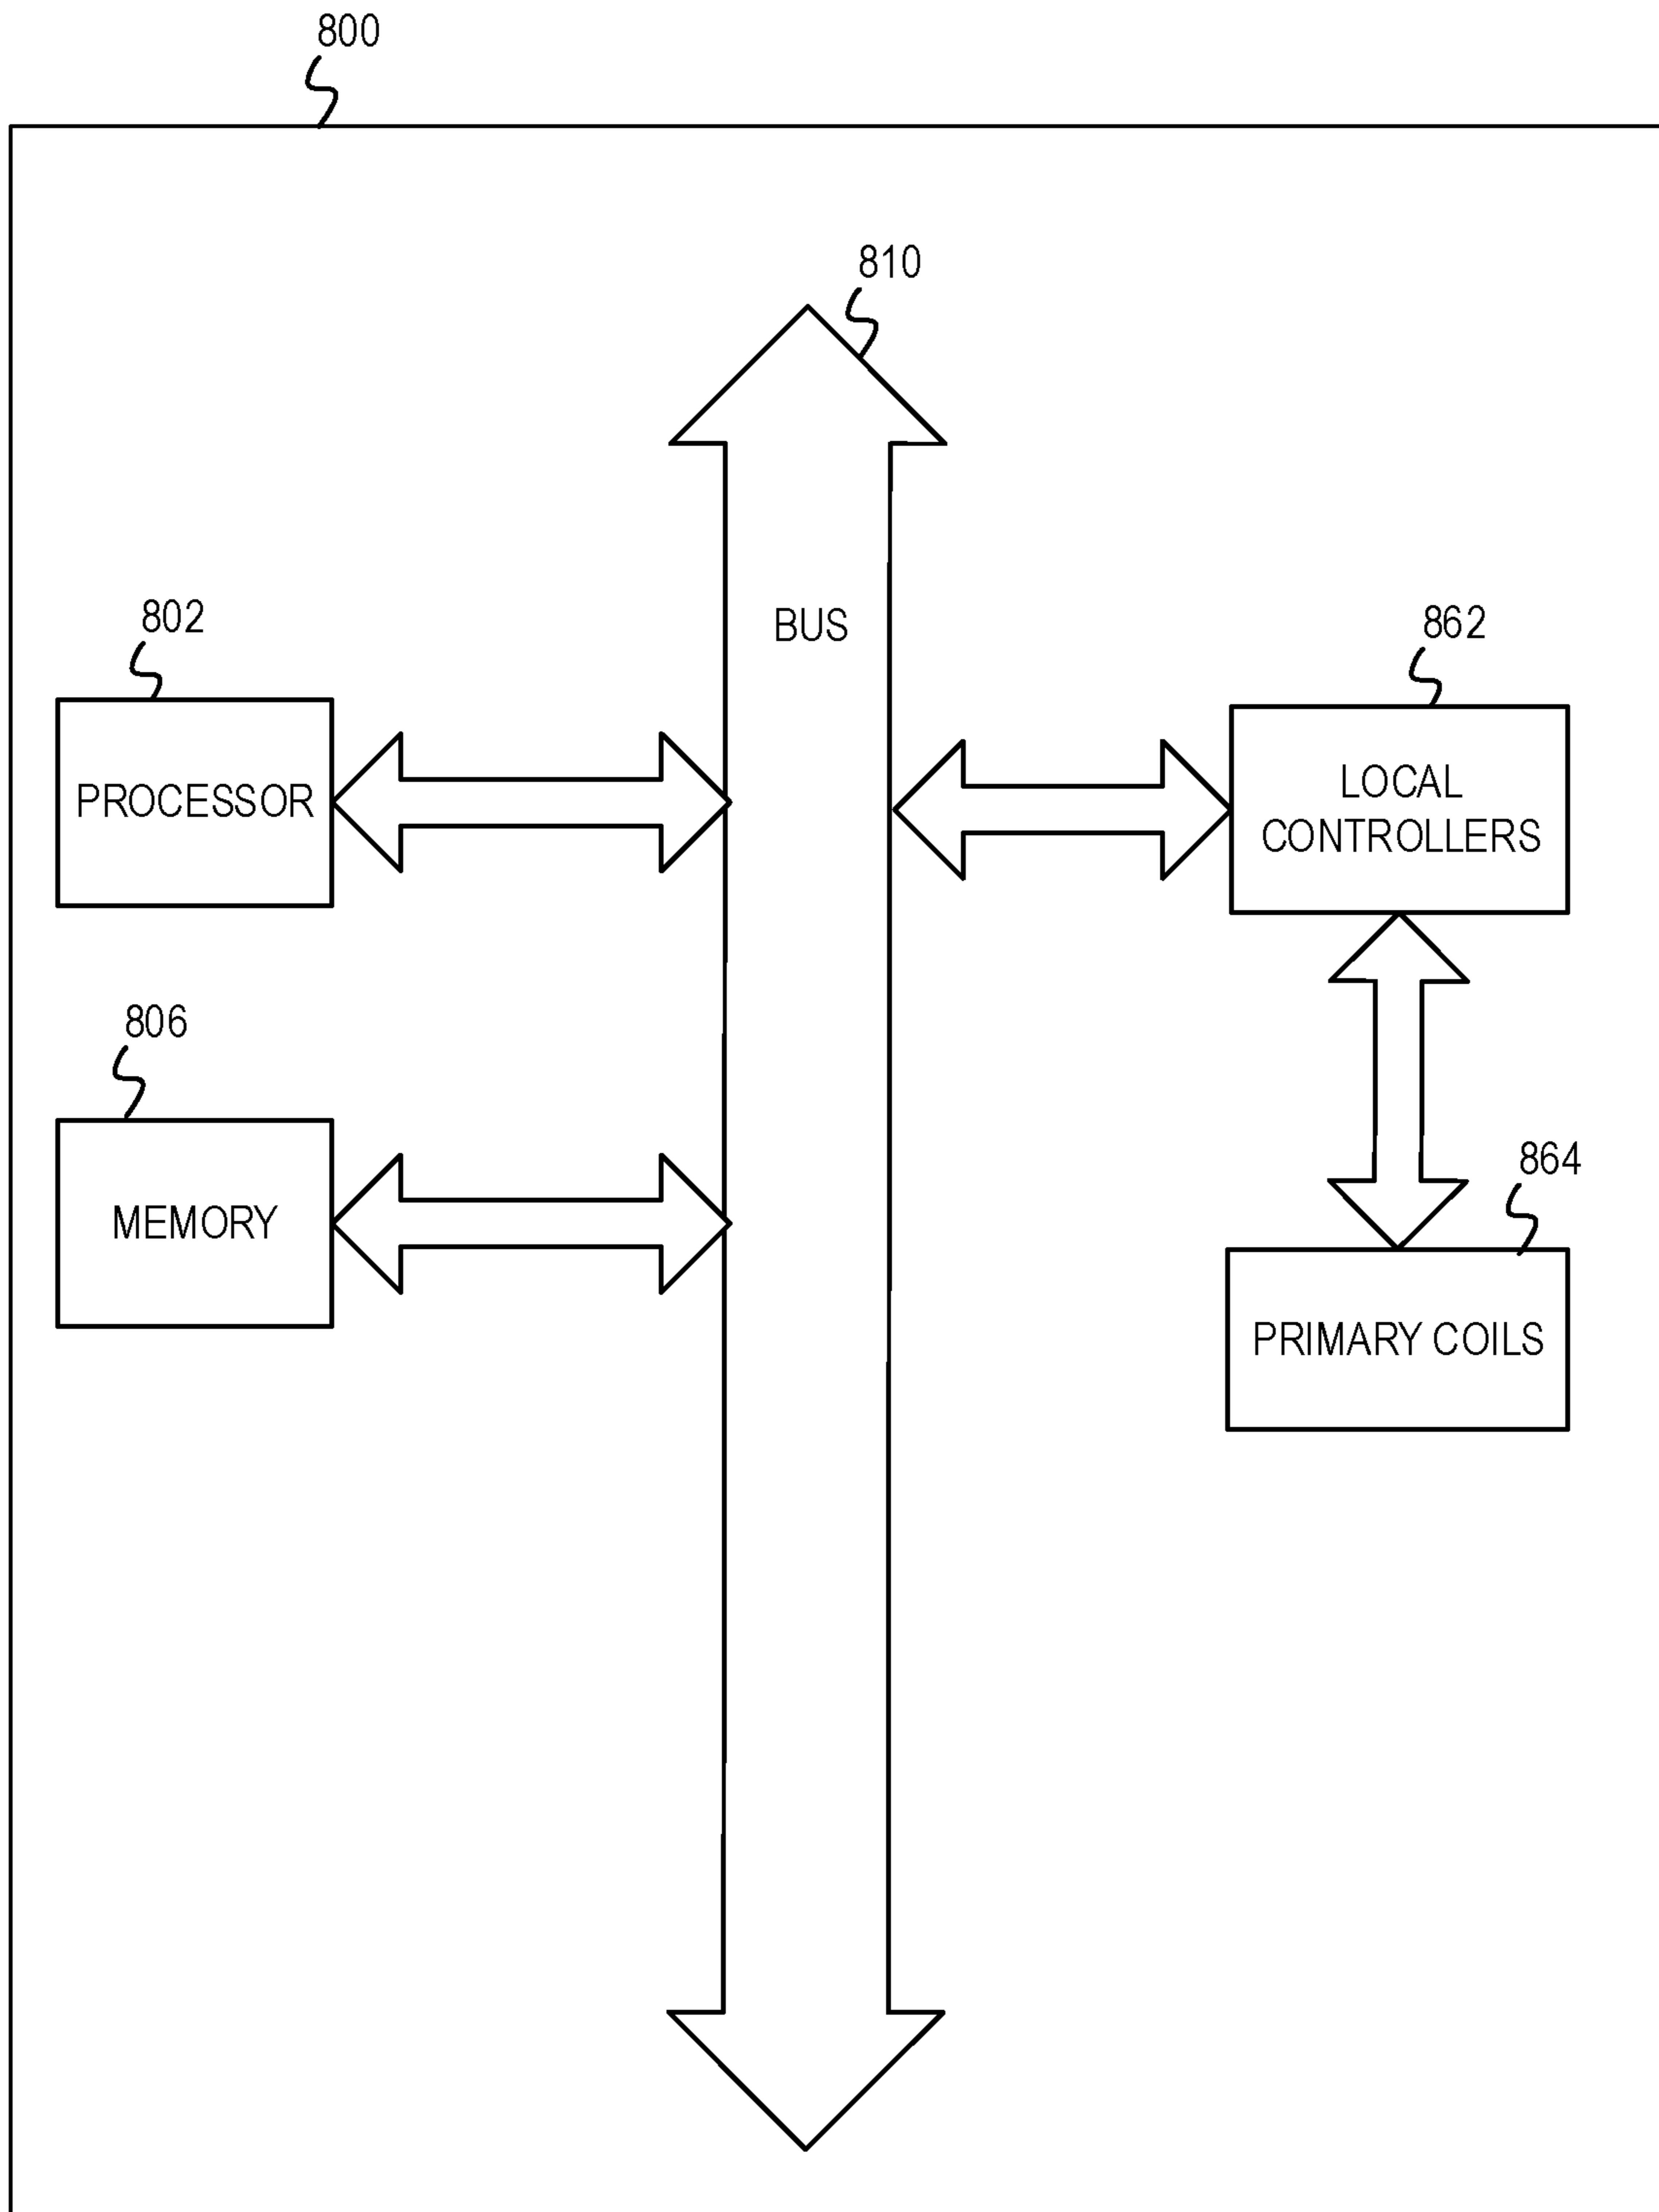 800
810
BUS
802
862
PROCESSOR
LOCAL
CONTROLLERS
806
MEMORY
864
PRIMARY COILS